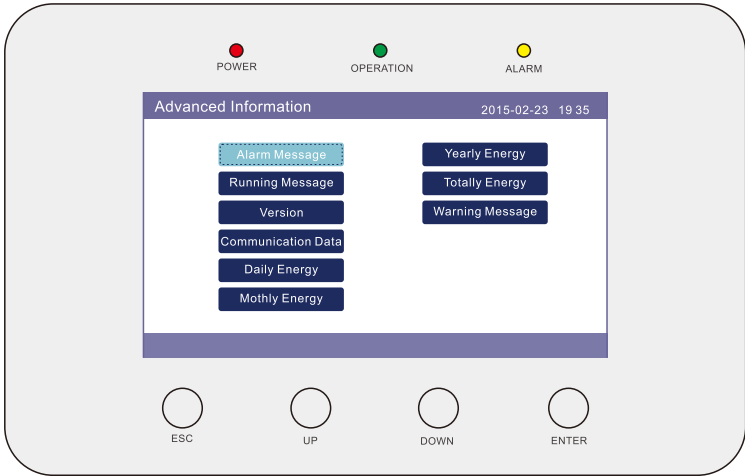 POWER
OPERATION
ALARM
Advanced Information
2015-02-23 19 35
Alarm Message
Running Message
Version
Communication Data
Daily Energy
Mothly Energy
Yearly Energy
Totally Energy
Warning Message
ESC
UP
DOWN
ENTER